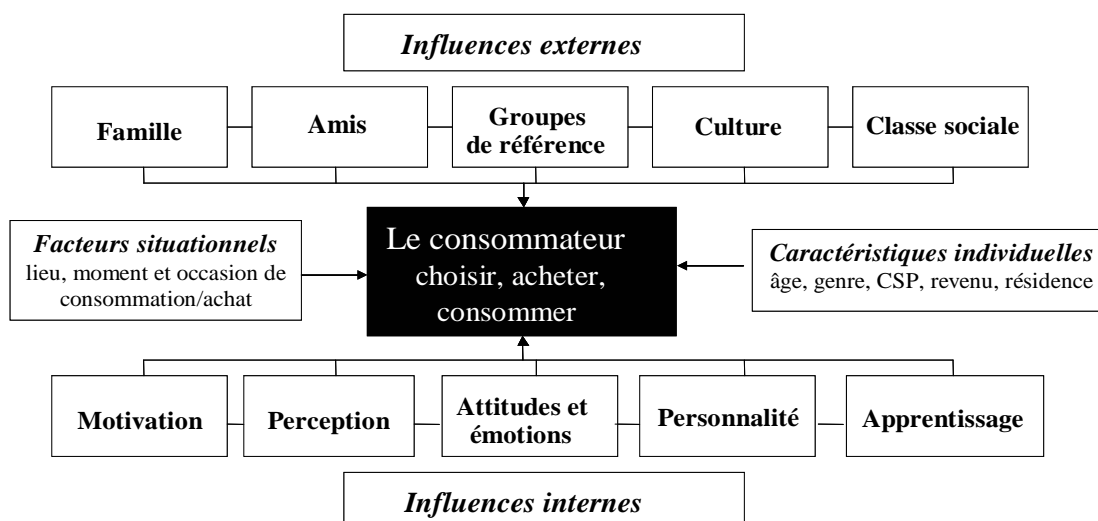 Influences externes
Famille
Amis
Groupes
de référence
Culture
Classe sociale
Facteurs situationnels
lieu, moment et occasion de
consommation/achat
Le consommateur
choisir, acheter,
consommer
Caractéristiques individuelles
âge, genre, CSP, revenu, résidence
Motivation
Perception
Attitudes et
émotions
Personnalité
Apprentissage
Influences internes